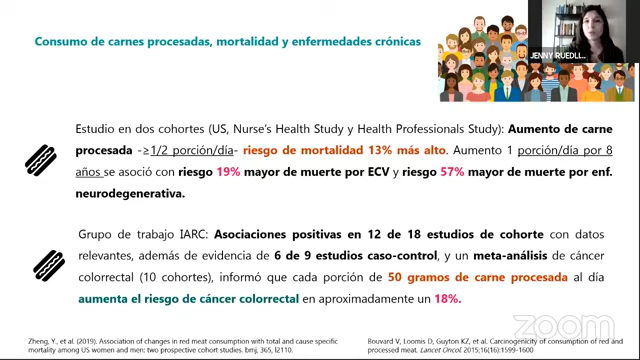 Consumo de carnes procesadas, mortalidad y enfermedades crónicas
JENNY RUEDL...
Estudio en dos cohortes (US, Nurse's Health Study y Health Professionals Study): Aumento de carne
procesada -≥1/2 porción/día- riesgo de mortalidad 13% más alto. Aumento 1 porción/día por 8
años se asoció con riesgo 19% mayor de muerte por ECV y riesgo 57% mayor de muerte por enf.
neurodegenerativa.
Grupo de trabajo IARC: Asociaciones positivas en 12 de 18 estudios de cohorte con datos
relevantes, además de evidencia de 6 de 9 estudios caso-control, y un meta-análisis de cáncer
colorrectal (10 cohortes), informó que cada porción de 50 gramos de carne procesada al día
aumenta el riesgo de cáncer colorrectal en aproximadamente un 18%.
zoom
Zheng, Y., et al. (2019). Association of changes in red meat consumption with total and cause specific
mortality among US women and men: two prospective cohort studies. bmj, 365, l2110.
Bouvard V, Loomis D, Guyton KZ, et al. Carcinogenicity of consumption of red and
processed meat. Lancet Oncol. 2015;16(16):1599-1600